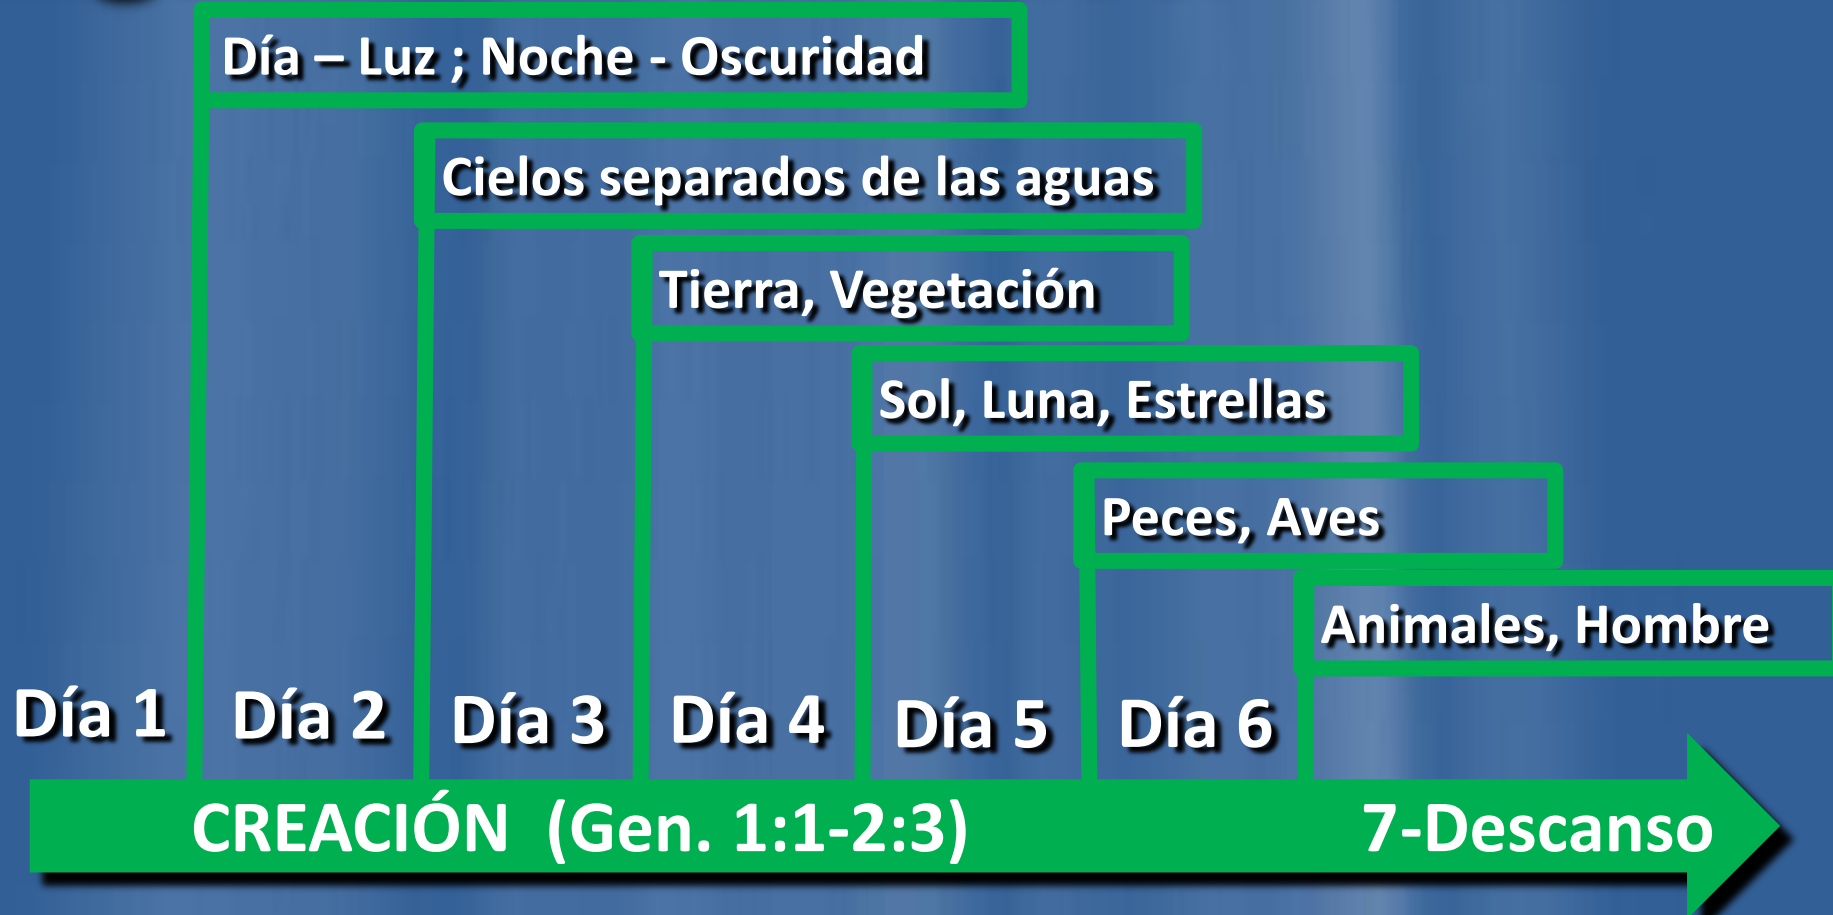 Día – Luz ; Noche - Oscuridad
Cielos separados de las aguas
Tierra, Vegetación
Sol, Luna, Estrellas
Peces, Aves
Animales, Hombre
Día 1 Día 2 Día 3 Día 4 Día 5 Día 6
CREACIÓN (Gen. 1:1-2:3) 7-Descanso